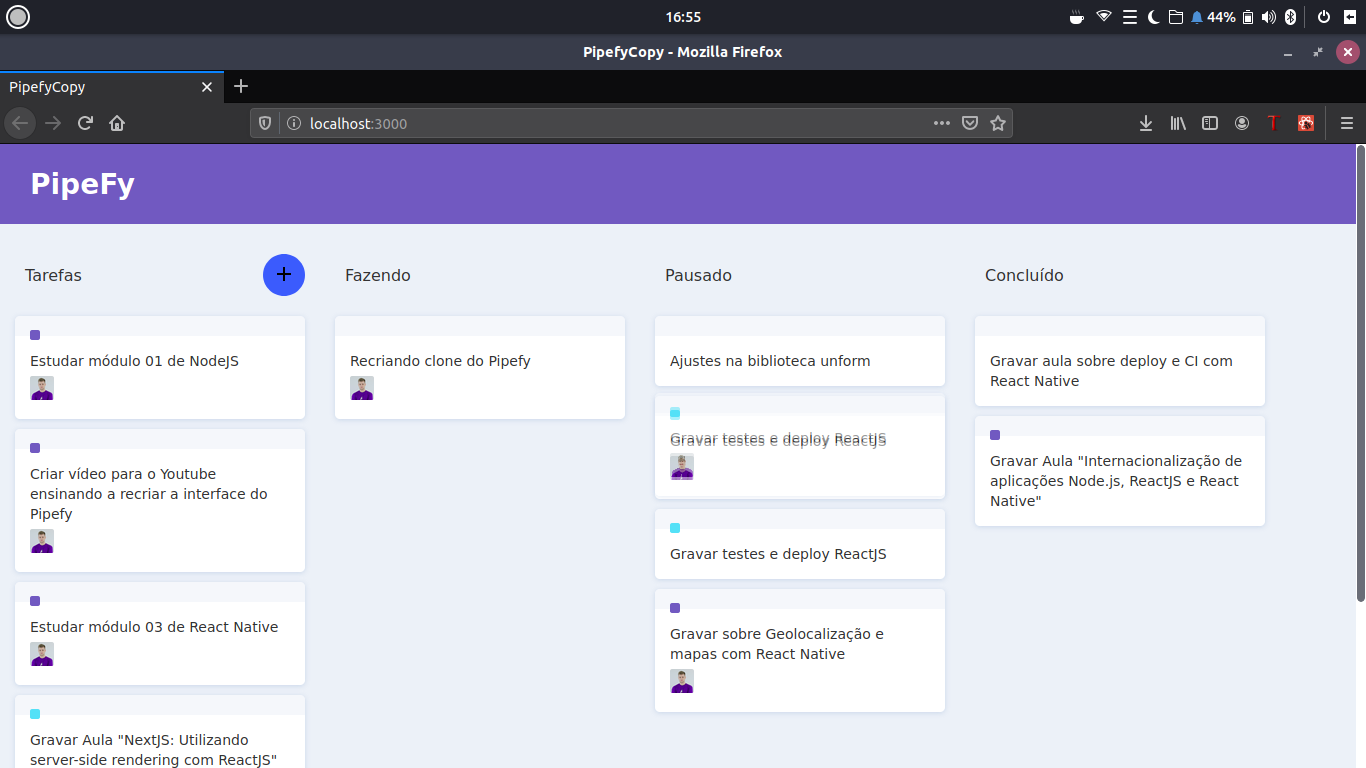 16:55
44%
PipefyCopy - Mozilla Firefox
PipefyCopy
localhost:3000
PipeFy
Tarefas
Estudar módulo 01 de NodeJS
Criar vídeo para o Youtube
ensinando a recriar a interface do
Pipefy
Estudar módulo 03 de React Native
Gravar Aula "NextJS: Utilizando
server-side rendering com ReactJS"
Fazendo
Recriando clone do Pipefy
Pausado
Ajustes na biblioteca unform
Gravar testes e deploy ReactJS
Gravar testes e deploy ReactJS
Gravar testes e deploy ReactJS
Gravar sobre Geolocalização e
mapas com React Native
Concluído
Gravar aula sobre deploy e CI com
React Native
Gravar Aula "Internacionalização de
aplicações Node.js, ReactJS e React
Native"